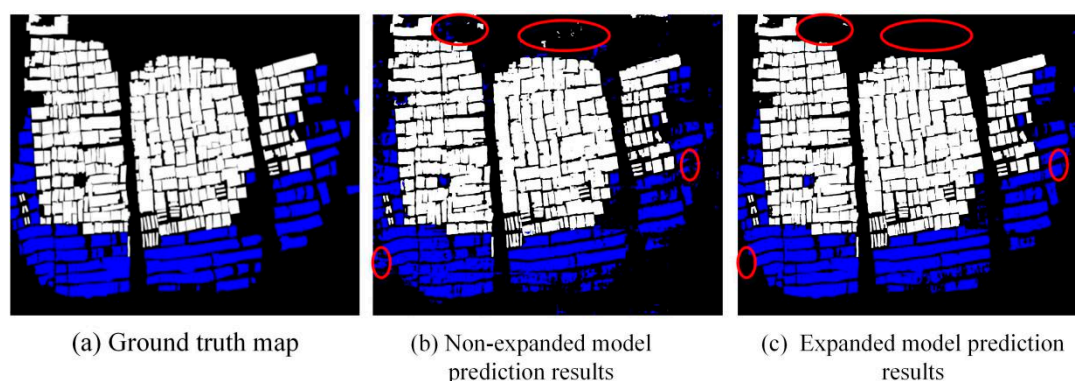 (a) Ground truth map
(b) Non-expanded model
prediction results
(c) Expanded model prediction
results